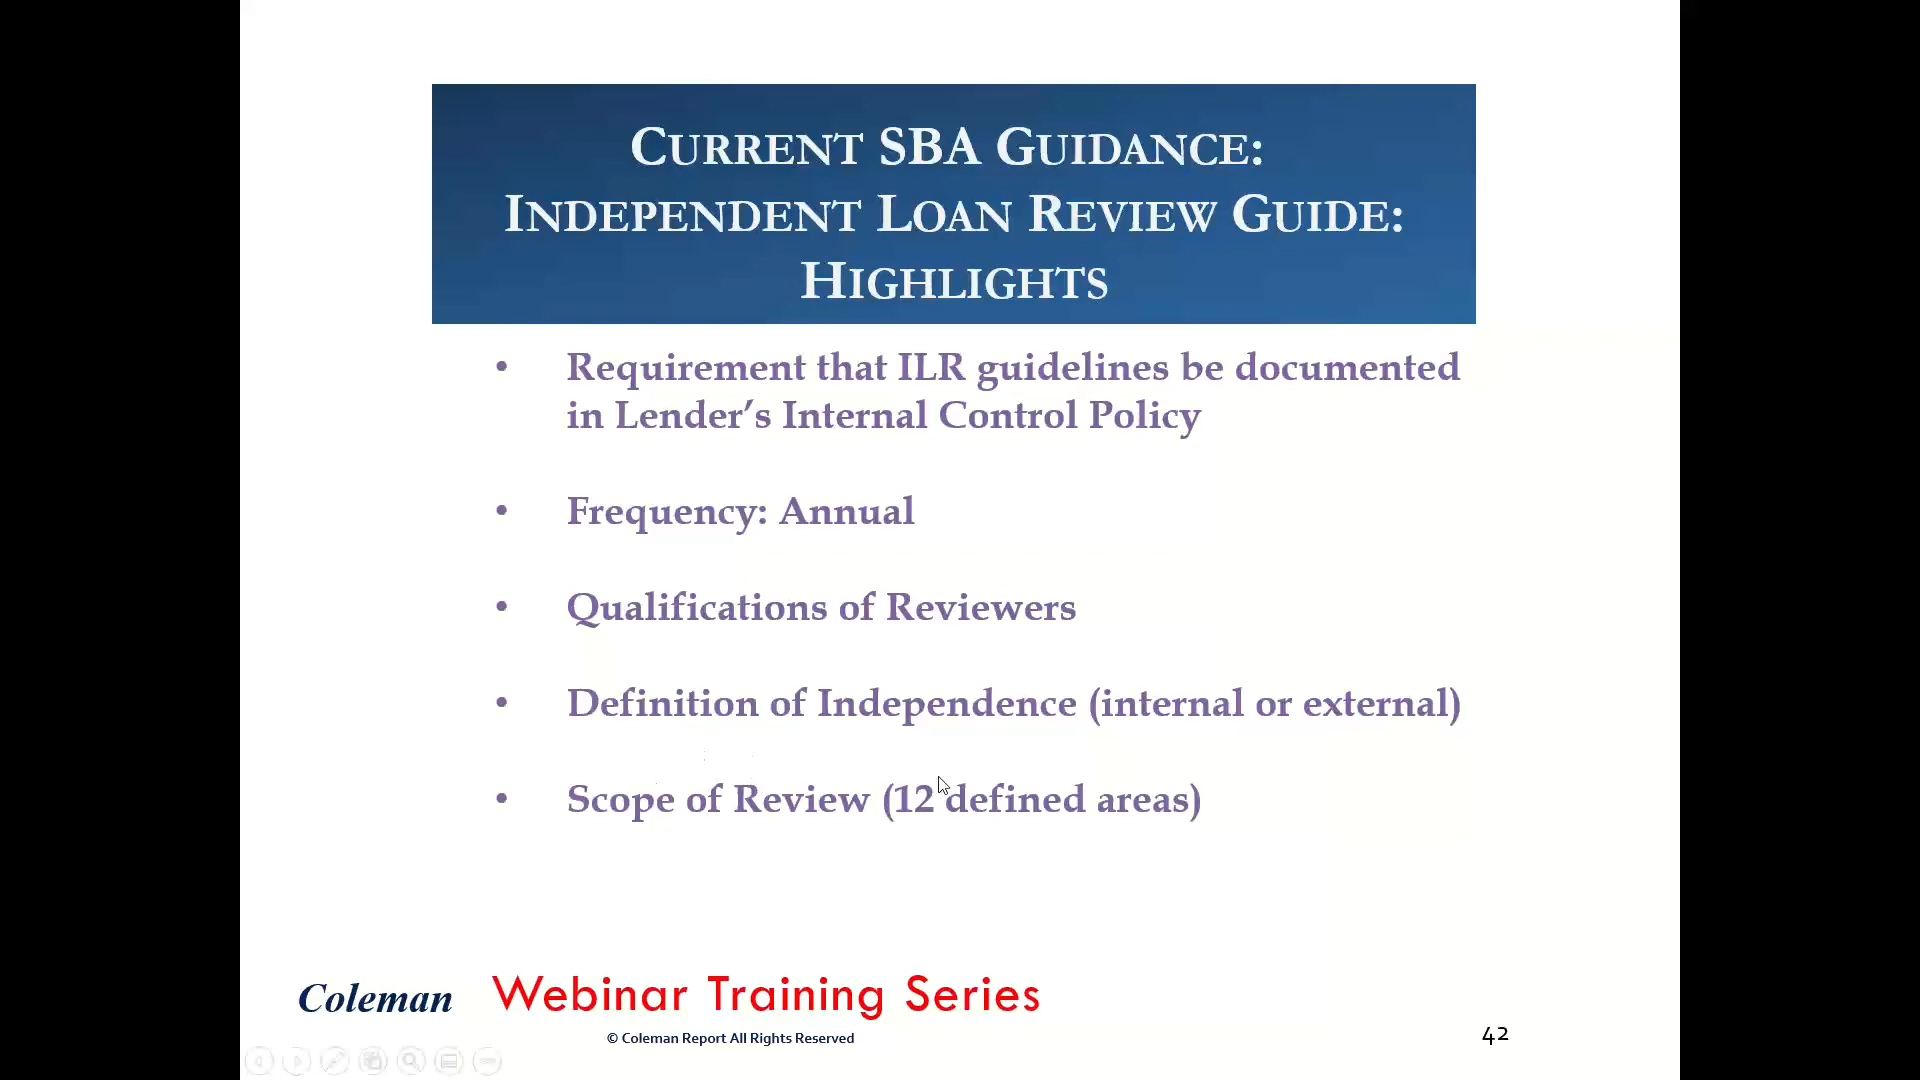 CURRENT SBA GUIDANCE:
INDEPENDENT LOAN REVIEW GUIDE:
HIGHLIGHTS
• Requirement that ILR guidelines be documented
in Lender’s Internal Control Policy
• Frequency: Annual
• Qualifications of Reviewers
• Definition of Independence (internal or external)
• Scope of Review (12 defined areas)
Coleman Webinar Training Series
© Coleman Report All Rights Reserved
42